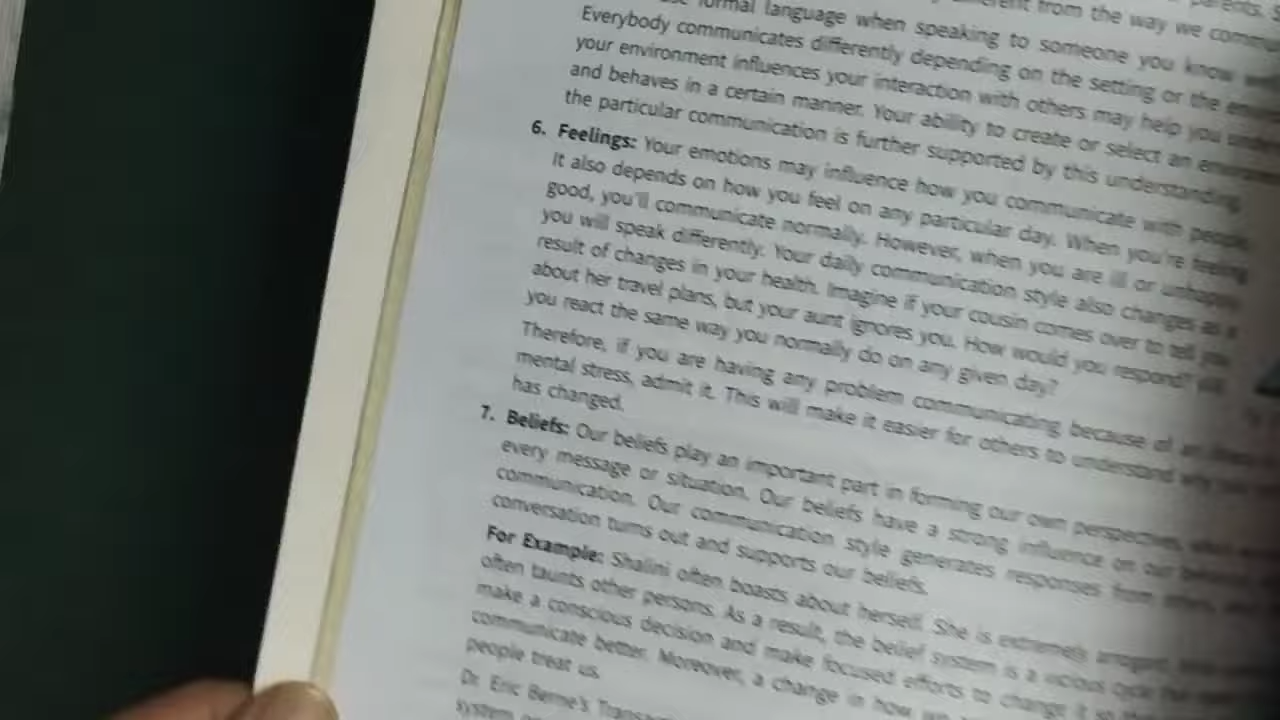 parents.
different from the way we
formal language when speaking to someone you know
Everybody communicates differently depending on the setting or the
your environment influences your interaction with others may help you
and behaves in a certain manner. Your ability to create or select an
the particular communication is further supported by this understanding.
6. Feelings: Your emotions may influence how you communicate with people.
It also depends on how you feel on any particular day. When you're feeling
good, you'll communicate normally. However, when you are ill or unhappy,
you will speak differently. Your daily communication style also changes as a
result of changes in your health. Imagine if your cousin comes over to tell you
about her travel plans, but your aunt ignores you. How would you respond? Will
you react the same way you normally do on any given day?
Therefore, if you are having any problem communicating because of an illness
mental stress, admit it. This will make it easier for others to understand why you
has changed.
7. Beliefs: Our beliefs play an important part in forming our own perspectives,
every message or situation. Our beliefs have a strong influence on our
communication. Our communication style generates responses from others, and
conversation turns out and supports our beliefs.
For Example: Shalini often boasts about herself. She is extremely arrogant,
often taunts other persons. As a result, the belief system is a vicious cycle
make a conscious decision and make focused efforts to change it so
communicate better. Moreover, a change in how we
people treat us.
Dr. Eric Berne's
system